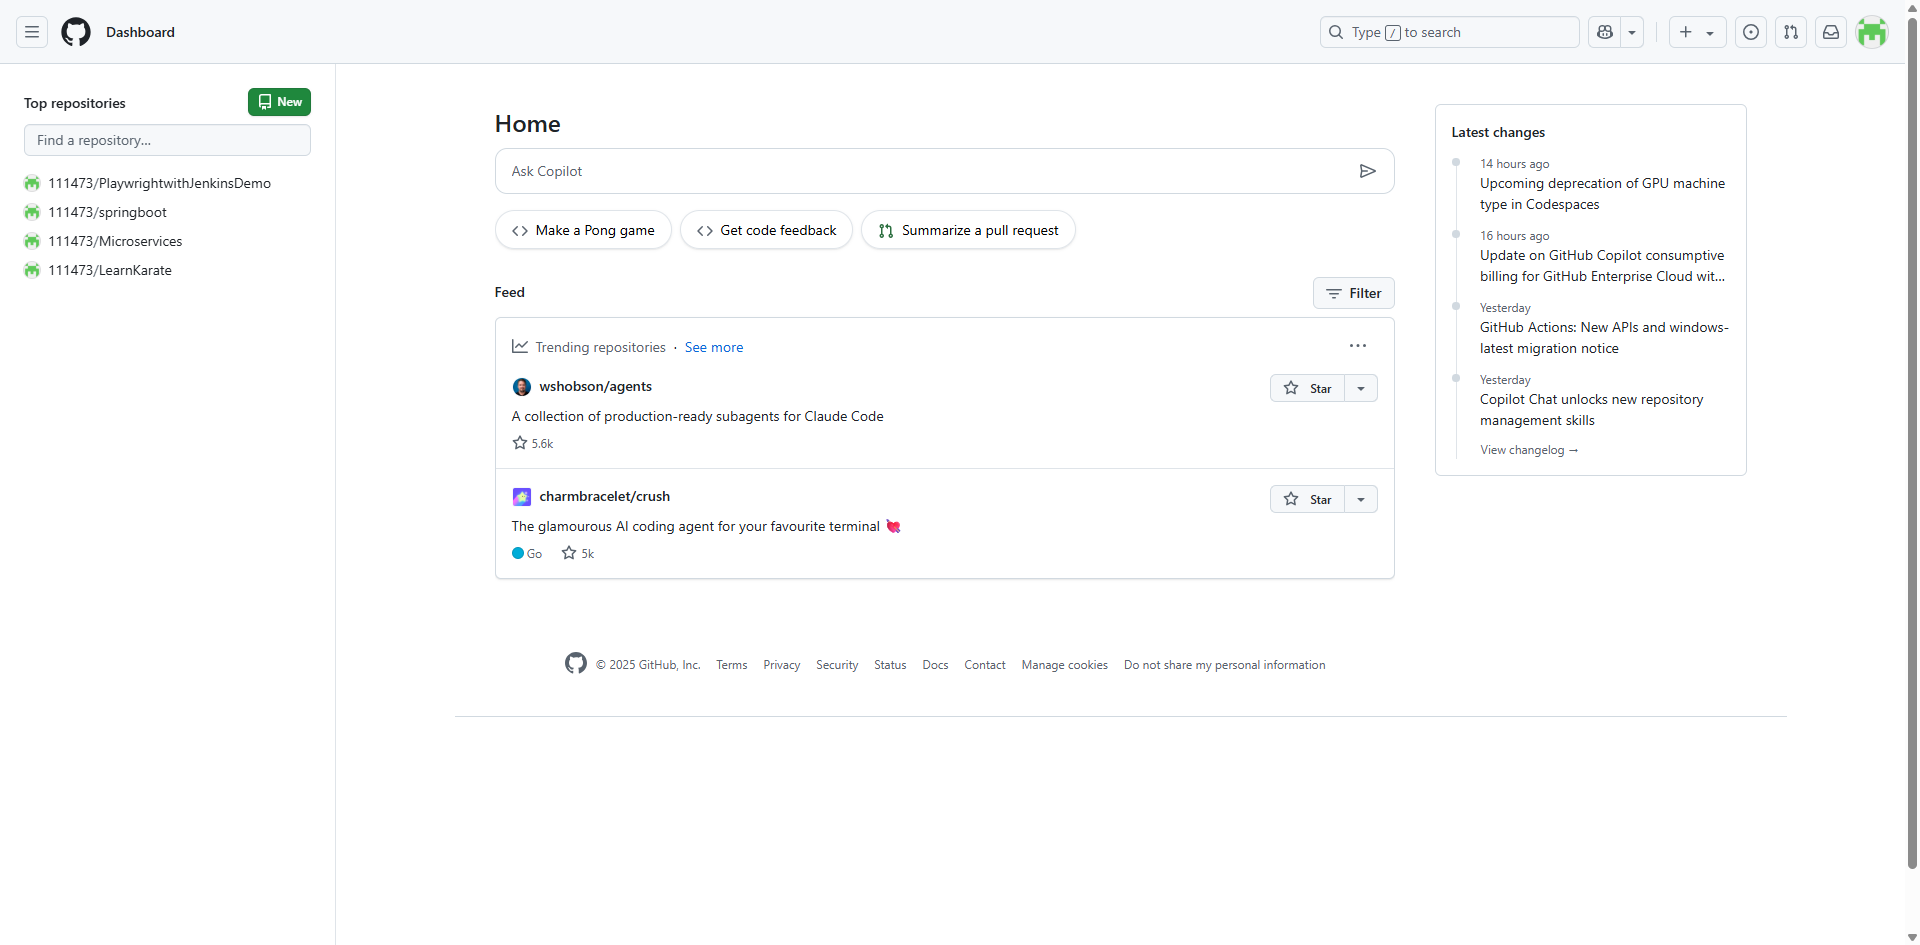 Dashboard
Type / to search
Top repositories
New
Find a repository...
111473/PlaywrightwithJenkinsDemo
111473/springboot
111473/Microservices
111473/LearnKarate
Home
Ask Copilot
Make a Pong game
Get code feedback
Summarize a pull request
Feed
Filter
Trending repositories · See more
wshobson/agents
Star
A collection of production-ready subagents for Claude Code
5.6k
charmbracelet/crush
Star
The glamourous AI coding agent for your favourite terminal 💘
Go
5k
Latest changes
14 hours ago
Upcoming deprecation of GPU machine
type in Codespaces
16 hours ago
Update on GitHub Copilot consumptive
billing for GitHub Enterprise Cloud wit...
Yesterday
GitHub Actions: New APIs and windows-
latest migration notice
Yesterday
Copilot Chat unlocks new repository
management skills
View changelog →
© 2025 GitHub, Inc.
Terms
Privacy
Security
Status
Docs
Contact
Manage cookies
Do not share my personal information